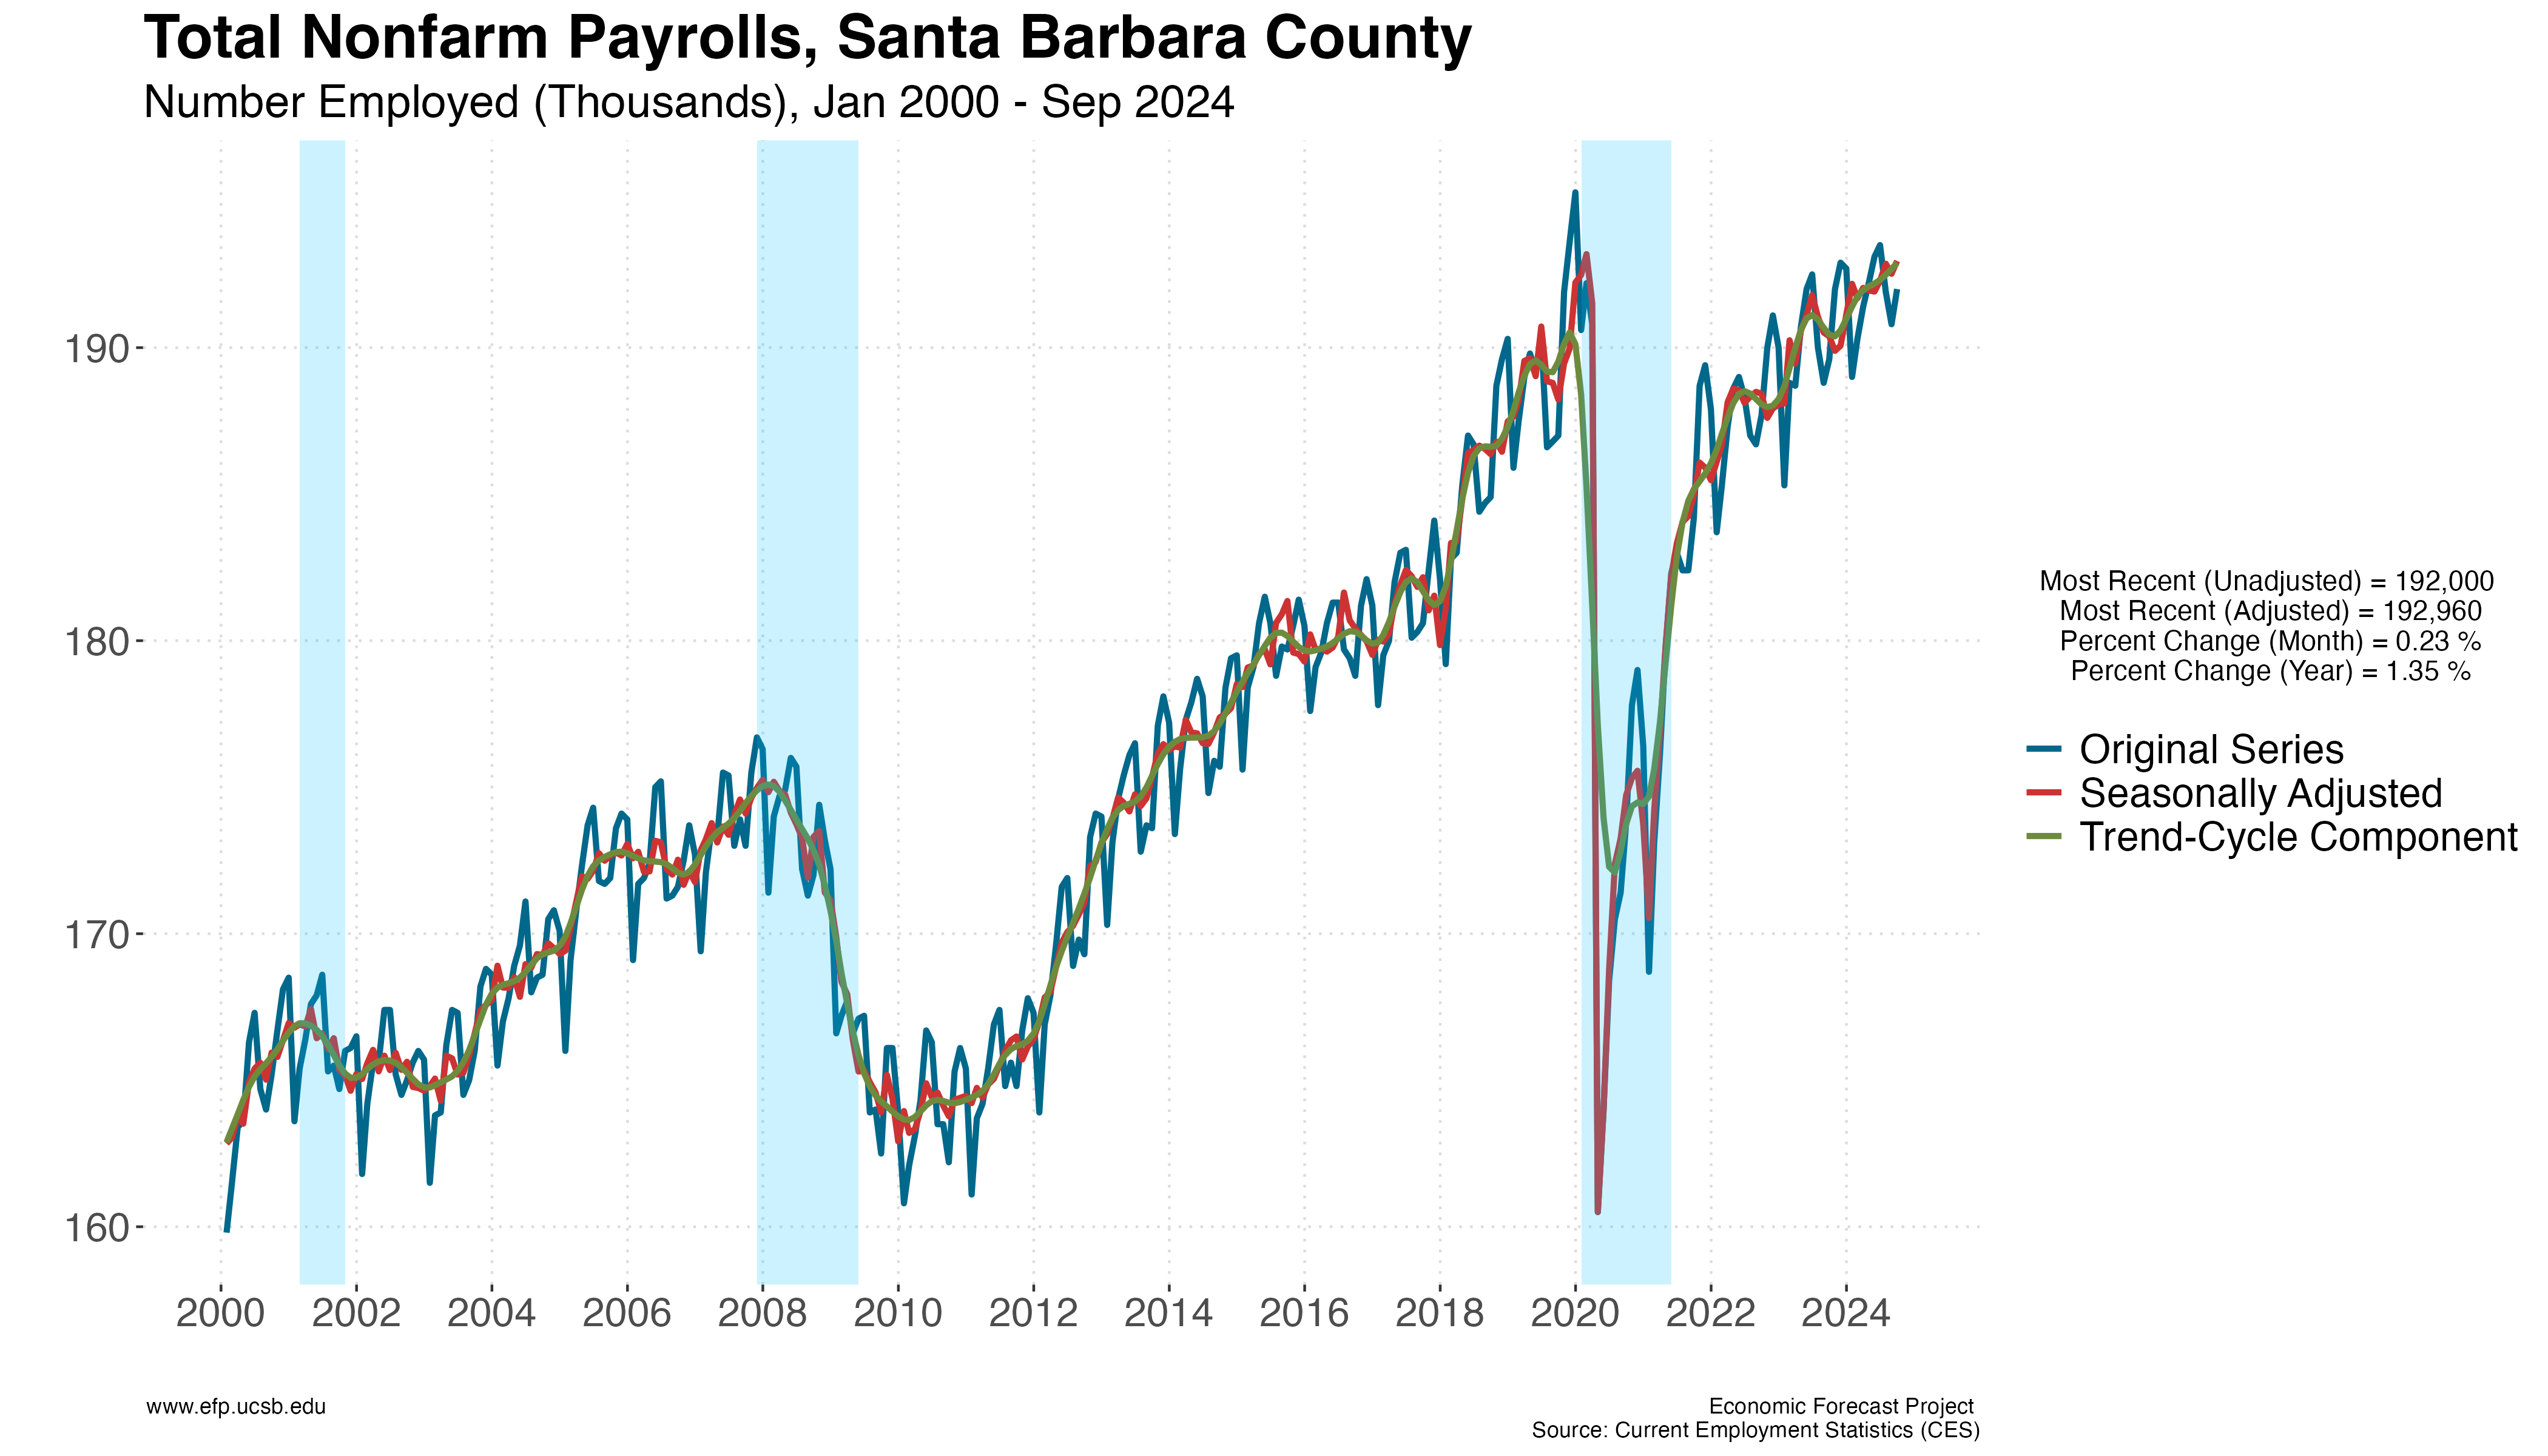 Total Nonfarm Payrolls, Santa Barbara County
Number Employed (Thousands), Jan 2000 - Sep 2024
190
180
170
160
2000 2002 2004 2006 2008 2010 2012 2014 2016 2018 2020 2022 2024
Most Recent (Unadjusted) = 192,000
Most Recent (Adjusted) = 192,960
Percent Change (Month) = 0.23 %
Percent Change (Year) = 1.35 %
Original Series
Seasonally Adjusted
Trend-Cycle Component
www.efp.ucsb.edu
Economic Forecast Project
Source: Current Employment Statistics (CES)